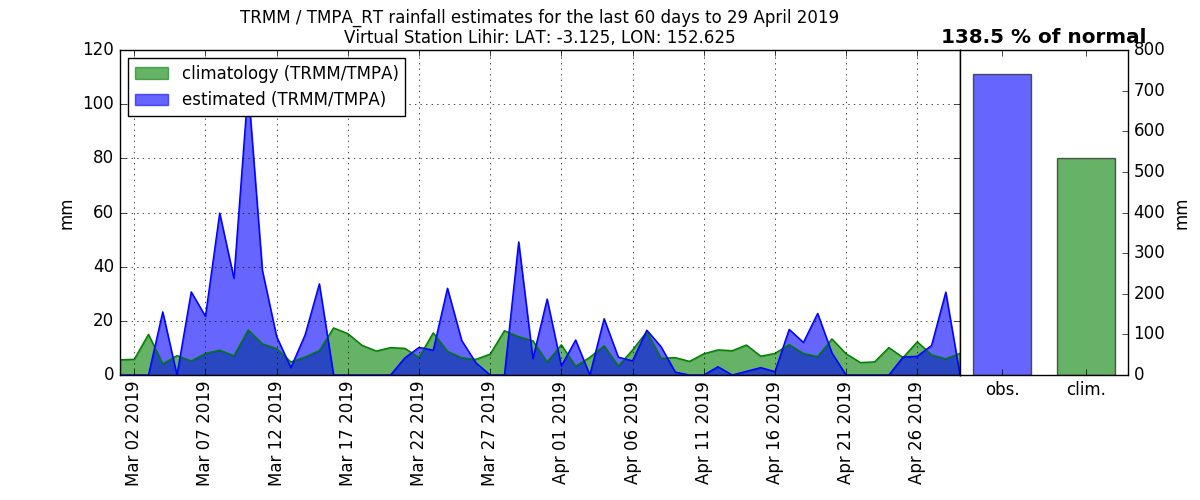 TRMM / TMPA_RT rainfall estimates for the last 60 days to 29 April 2019
Virtual Station Lihir: LAT: -3.125, LON: 152.625
138.5 % of normal
climatology (TRMM/TMPA)
estimated (TRMM/TMPA)
mm
120
100
80
60
40
20
0
Mar 02 2019
Mar 07 2019
Mar 12 2019
Mar 17 2019
Mar 22 2019
Mar 27 2019
Apr 01 2019
Apr 06 2019
Apr 11 2019
Apr 16 2019
Apr 21 2019
Apr 26 2019
obs.
clim.
800
700
600
500
400
300
200
100
0
mm